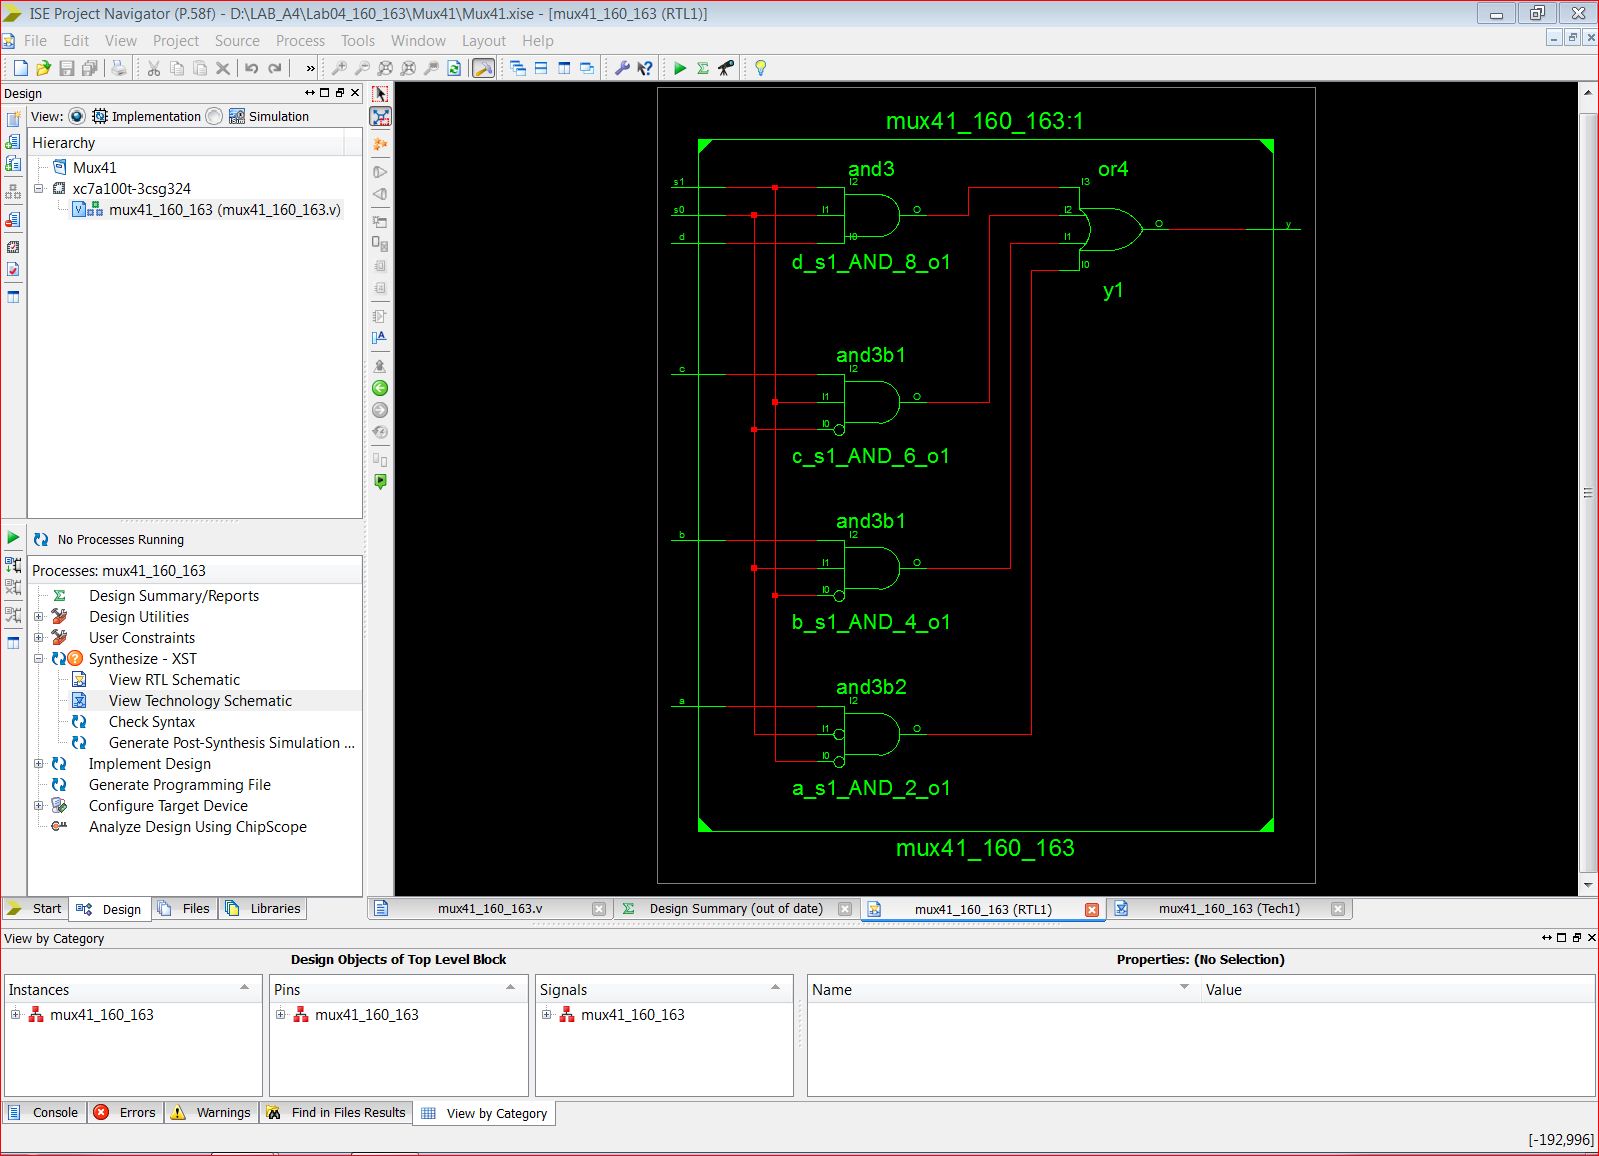 ISE Project Navigator (P.58f) - D:\LAB_A4\Lab04_160_163\Mux41\Mux41.xise - [mux41_160_163 (RTL1)]
File Edit View Project Source Process Tools Window Layout Help
Design
View: Implementation Simulation
Hierarchy
Mux41
xc7a100t-3csg324
mux41_160_163 (mux41_160_163.v)
No Processes Running
Processes: mux41_160_163
Design Summary/Reports
Design Utilities
User Constraints
Synthesize - XST
View RTL Schematic
View Technology Schematic
Check Syntax
Generate Post-Synthesis Simulation ...
Implement Design
Generate Programming File
Configure Target Device
Analyze Design Using ChipScope
Start Design Files Libraries
mux41_160_163:1
and3
or4
s1
I2
I3
s0
I1
O
I2
O
y
d
I0
I1
I0
d_s1_AND_8_o1
y1
and3b1
c
I2
I1
O
I0
c_s1_AND_6_o1
and3b1
b
I2
I1
O
I0
b_s1_AND_4_o1
and3b2
a
I2
I1
O
I0
a_s1_AND_2_o1
mux41_160_163
mux41_160_163.v Design Summary (out of date) mux41_160_163 (RTL1) mux41_160_163 (Tech1)
View by Category
Design Objects of Top Level Block
Properties: (No Selection)
Instances Pins Signals Name Value
mux41_160_163 mux41_160_163 mux41_160_163
Console Errors Warnings Find in Files Results View by Category
[-192,996]